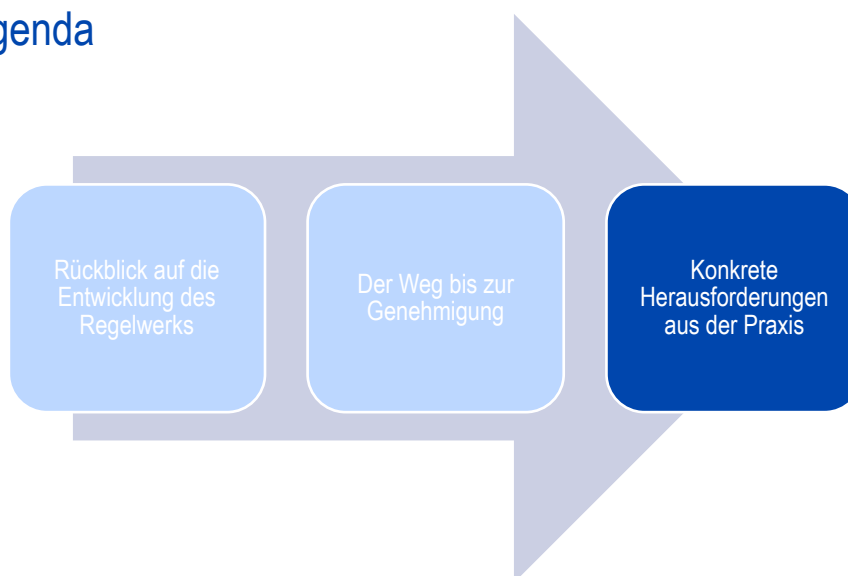 genda
Rückblick auf die
Entwicklung des
Regelwerks
Der Weg bis zur
Genehmigung
Konkrete
Herausforderungen
aus der Praxis